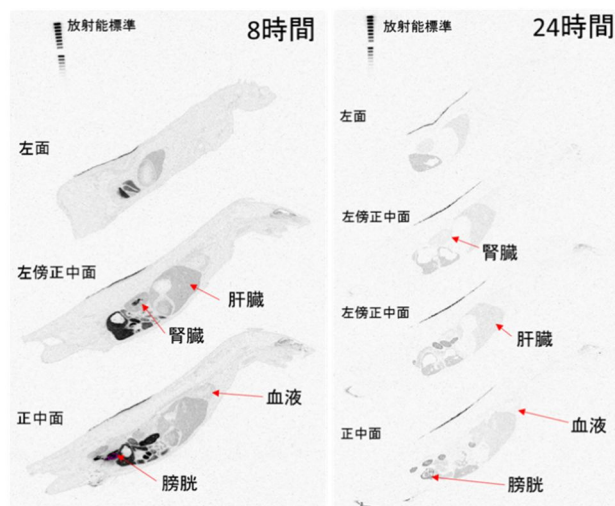 放射能標準
8時間
左面
左傍正中面
肝臓
腎臓
血液
正中面
膀胱
放射能標準
24時間
左面
左傍正中面
腎臓
左傍正中面
肝臓
血液
正中面
膀胱